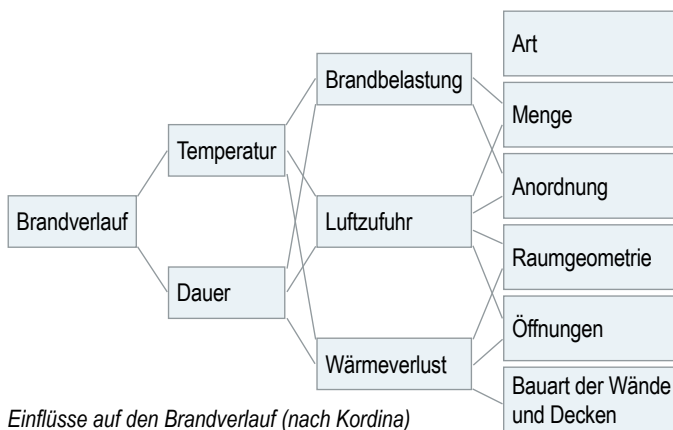 Brandverlauf
Temperatur
Dauer
Brandbelastung
Luftzufuhr
Wärmeverlust
Art
Menge
Anordnung
Raumgeometrie
Öffnungen
Bauart der Wände
und Decken
Einflüsse auf den Brandverlauf (nach Kordina)